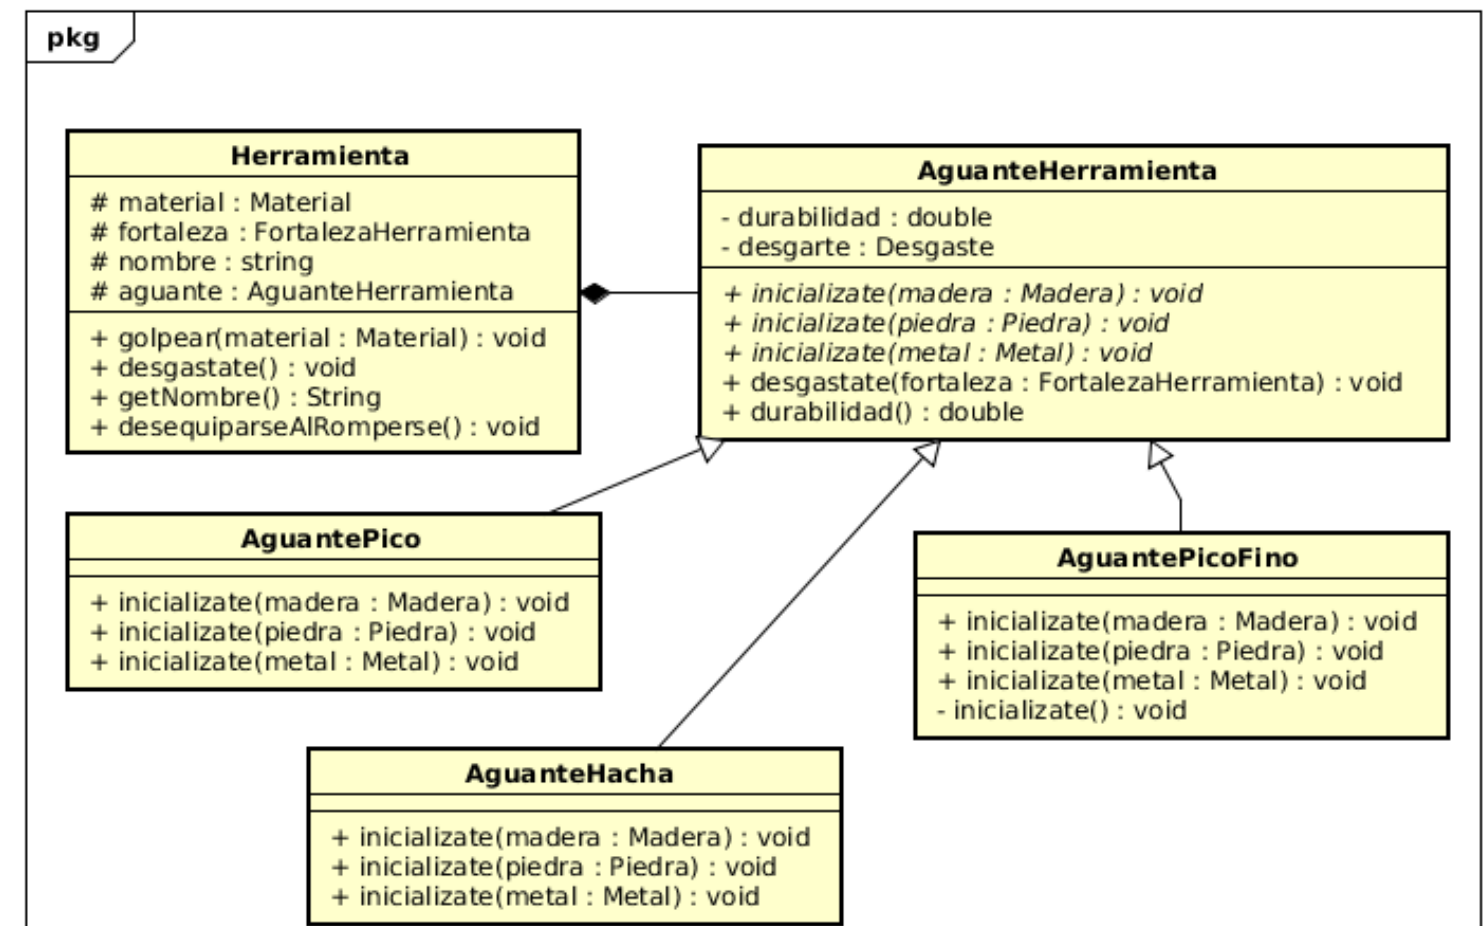 pkg
Herramienta
# material : Material
# fortaleza : FortalezaHerramienta
# nombre : string
# aguante : AguanteHerramienta
+ golpear(material : Material) : void
+ desgastate() : void
+ getNombre() : String
+ desequiparseAlRomperse() : void
AguanteHerramienta
- durabilidad : double
- desgarte : Desgaste
+ inicializate(madera : Madera) : void
+ inicializate(piedra : Piedra) : void
+ inicializate(metal : Metal) : void
+ desgastate(fortaleza : FortalezaHerramienta) : void
+ durabilidad() : double
AguantePico
+ inicializate(madera : Madera) : void
+ inicializate(piedra : Piedra) : void
+ inicializate(metal : Metal) : void
AguantePicoFino
+ inicializate(madera : Madera) : void
+ inicializate(piedra : Piedra) : void
+ inicializate(metal : Metal) : void
- inicializate() : void
AguanteHacha
+ inicializate(madera : Madera) : void
+ inicializate(piedra : Piedra) : void
+ inicializate(metal : Metal) : void